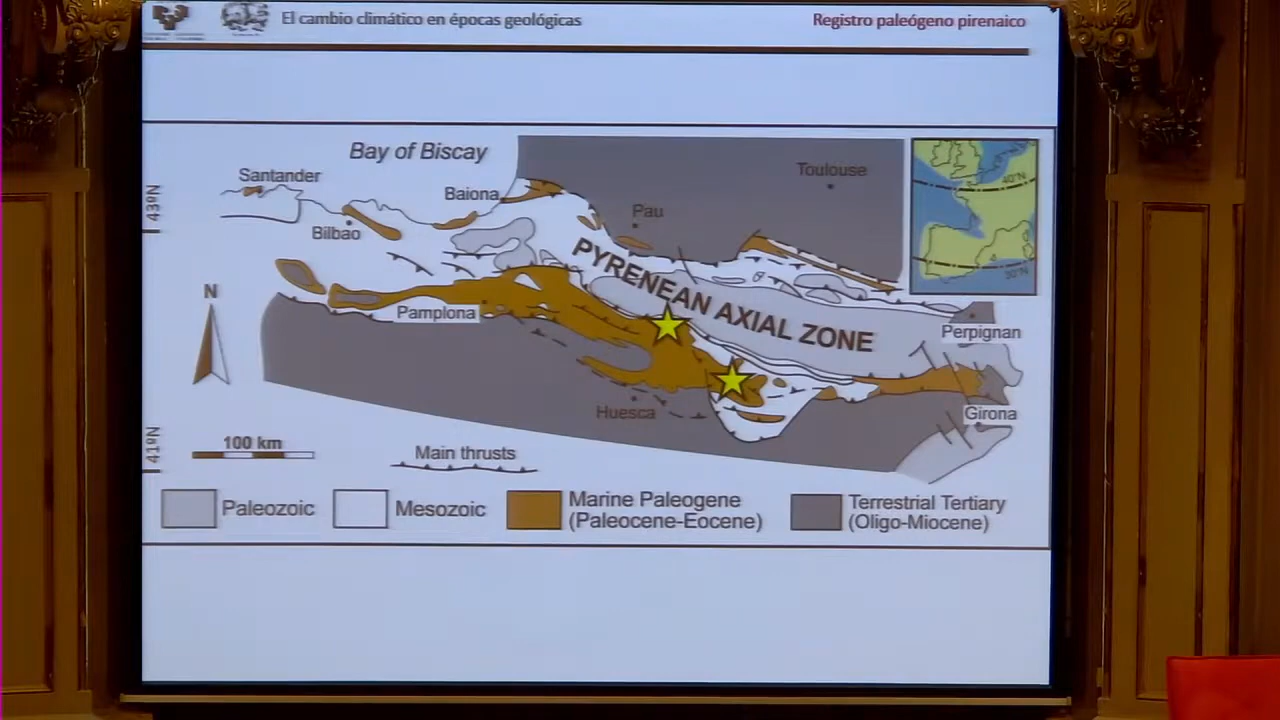 El cambio climático en épocas geológicas
Registro paleógeno pirenaico
Bay of Biscay
Toulouse
40°N
Santander
Baiona
43ºN
Pau
Bilbao
PYRENEAN AXIAL ZONE
30°N
N
Pamplona
Perpignan
Huesca
Girona
41ºN
100 km
Main thrusts
Paleozoic
Mesozoic
Marine Paleogene
(Paleocene-Eocene)
Terrestrial Tertiary
(Oligo-Miocene)